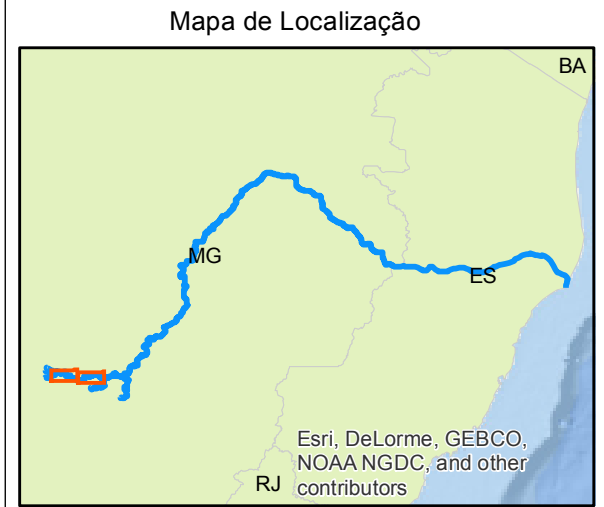 Mapa de Localização
BA
MG
ES
Esri, DeLorme, GEBCO,
NOAA NGDC, and other
RJ contributors